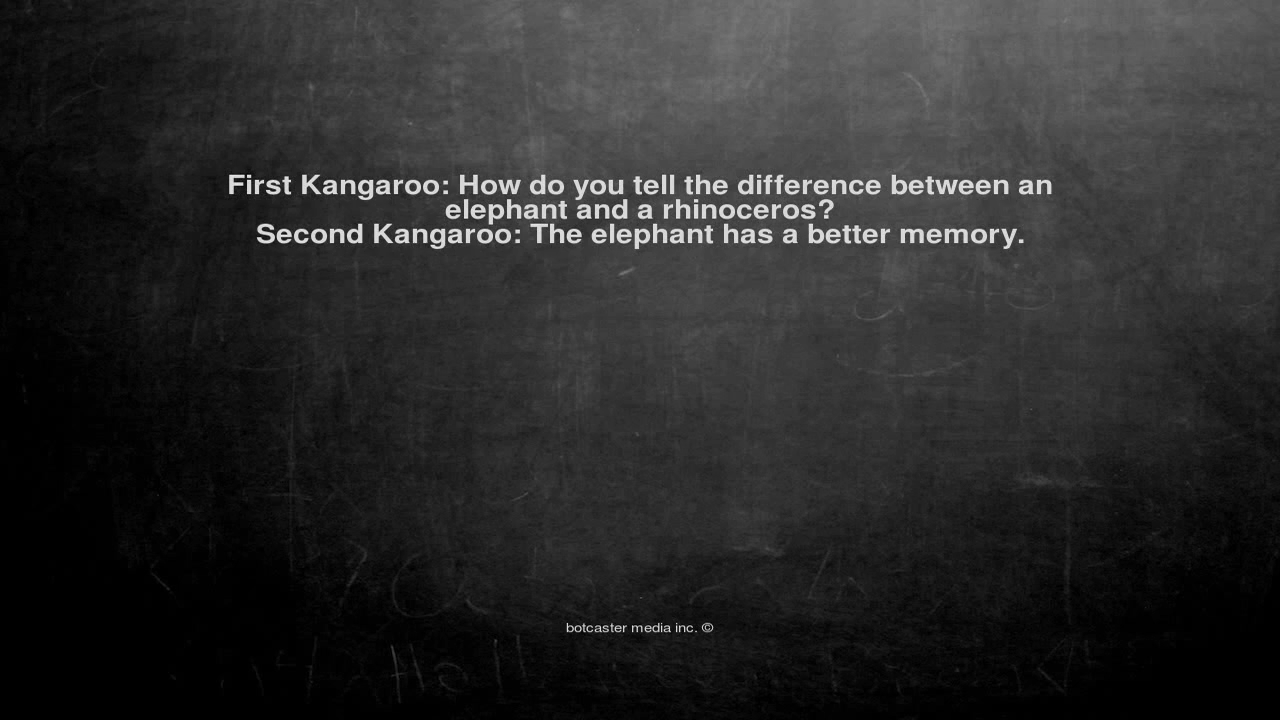 First Kangaroo: How do you tell the difference between an
elephant and a rhinoceros?
Second Kangaroo: The elephant has a better memory.
botcaster media inc. ©